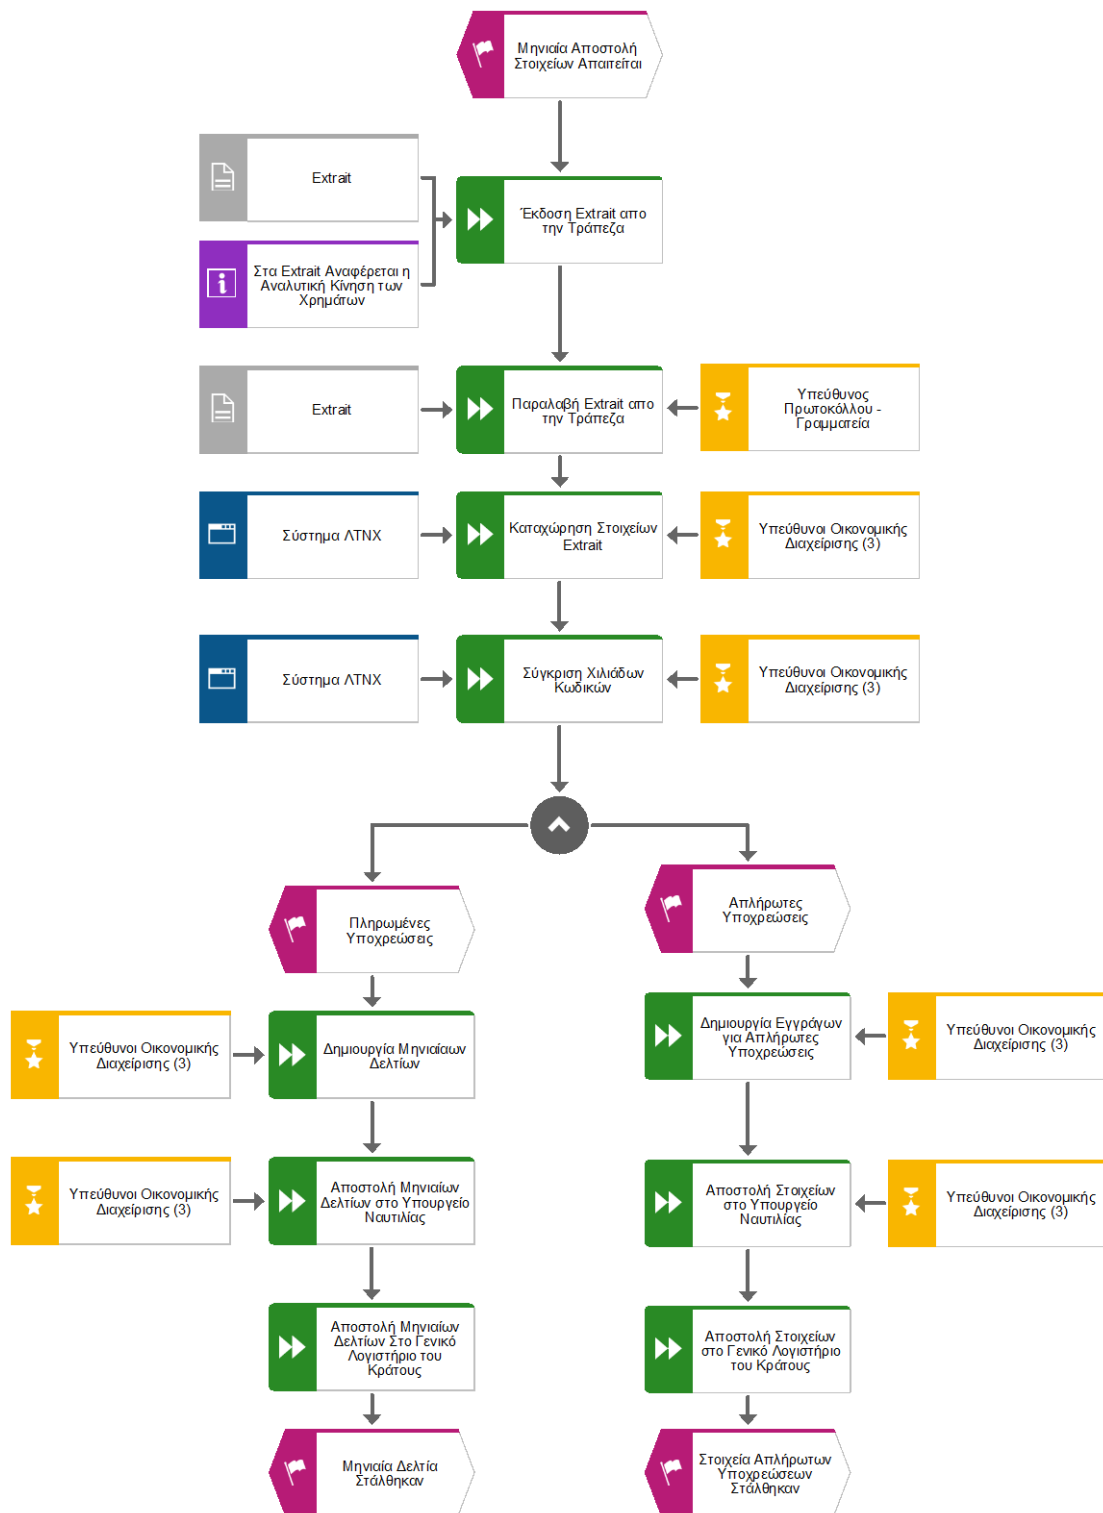 Μηνιαία Αποστολή
Στοιχείων Απαιτείται
Extrait
Έκδοση Extrait απο
την Τράπεζα
Στα Extrait Αναφέρεται η
Αναλυτική Κίνηση των
Χρημάτων
Extrait
Παραλαβή Extrait απο
την Τράπεζα
Υπεύθυνος
Πρωτοκόλλου -
Γραμματεία
Σύστημα ΛΤΝΧ
Καταχώρηση Στοιχείων
Extrait
Υπεύθυνοι Οικονομικής
Διαχείρισης (3)
Σύστημα ΛΤΝΧ
Σύγκριση Χιλιάδων
Κωδικών
Υπεύθυνοι Οικονομικής
Διαχείρισης (3)
Πληρωμένες
Υποχρεώσεις
Απλήρωτες
Υποχρεώσεις
Υπεύθυνοι Οικονομικής
Διαχείρισης (3)
Δημιουργία Μηνιαίαων
Δελτίων
Δημιουργία Εγγράγων
για Απλήρωτες
Υποχρεώσεις
Υπεύθυνοι Οικονομικής
Διαχείρισης (3)
Υπεύθυνοι Οικονομικής
Διαχείρισης (3)
Αποστολή Μηνιαίων
Δελτίων στο Υπουργείο
Ναυτιλίας
Αποστολή Στοιχείων
στο Υπουργείο
Ναυτιλίας
Υπεύθυνοι Οικονομικής
Διαχείρισης (3)
Αποστολή Μηνιαίων
Δελτίων Στο Γενικό
Λογιστήριο του
Κράτους
Αποστολή Στοιχείων
στο Γενικό Λογιστήριο
του Κράτους
Μηνιαία Δελτία
Στάλθηκαν
Στοιχεία Απλήρωτων
Υποχρεώσεων
Στάλθηκαν